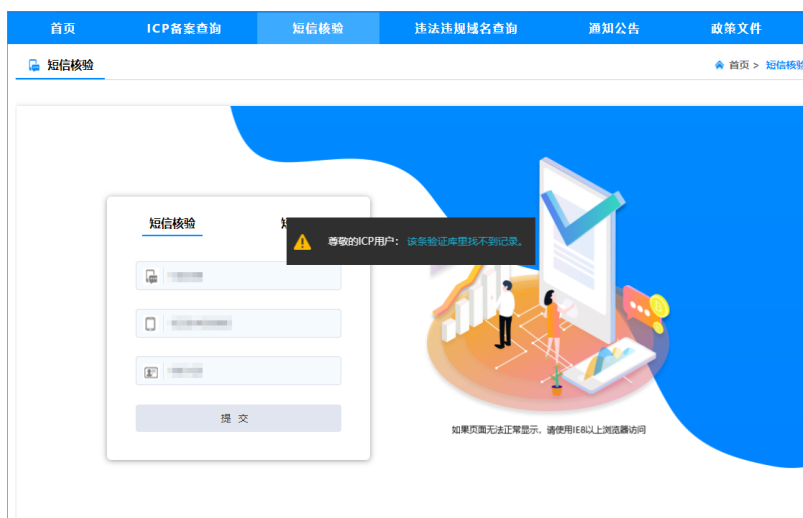 首页 ICP备案查询 短信核验 违法违规域名查询 通知公告 政策文件
短信核验
首页 > 短信核验
短信核验
尊敬的ICP用户： 该条验证库里找不到记录。
提 交
如果页面无法正常显示，请使用IE8以上浏览器访问